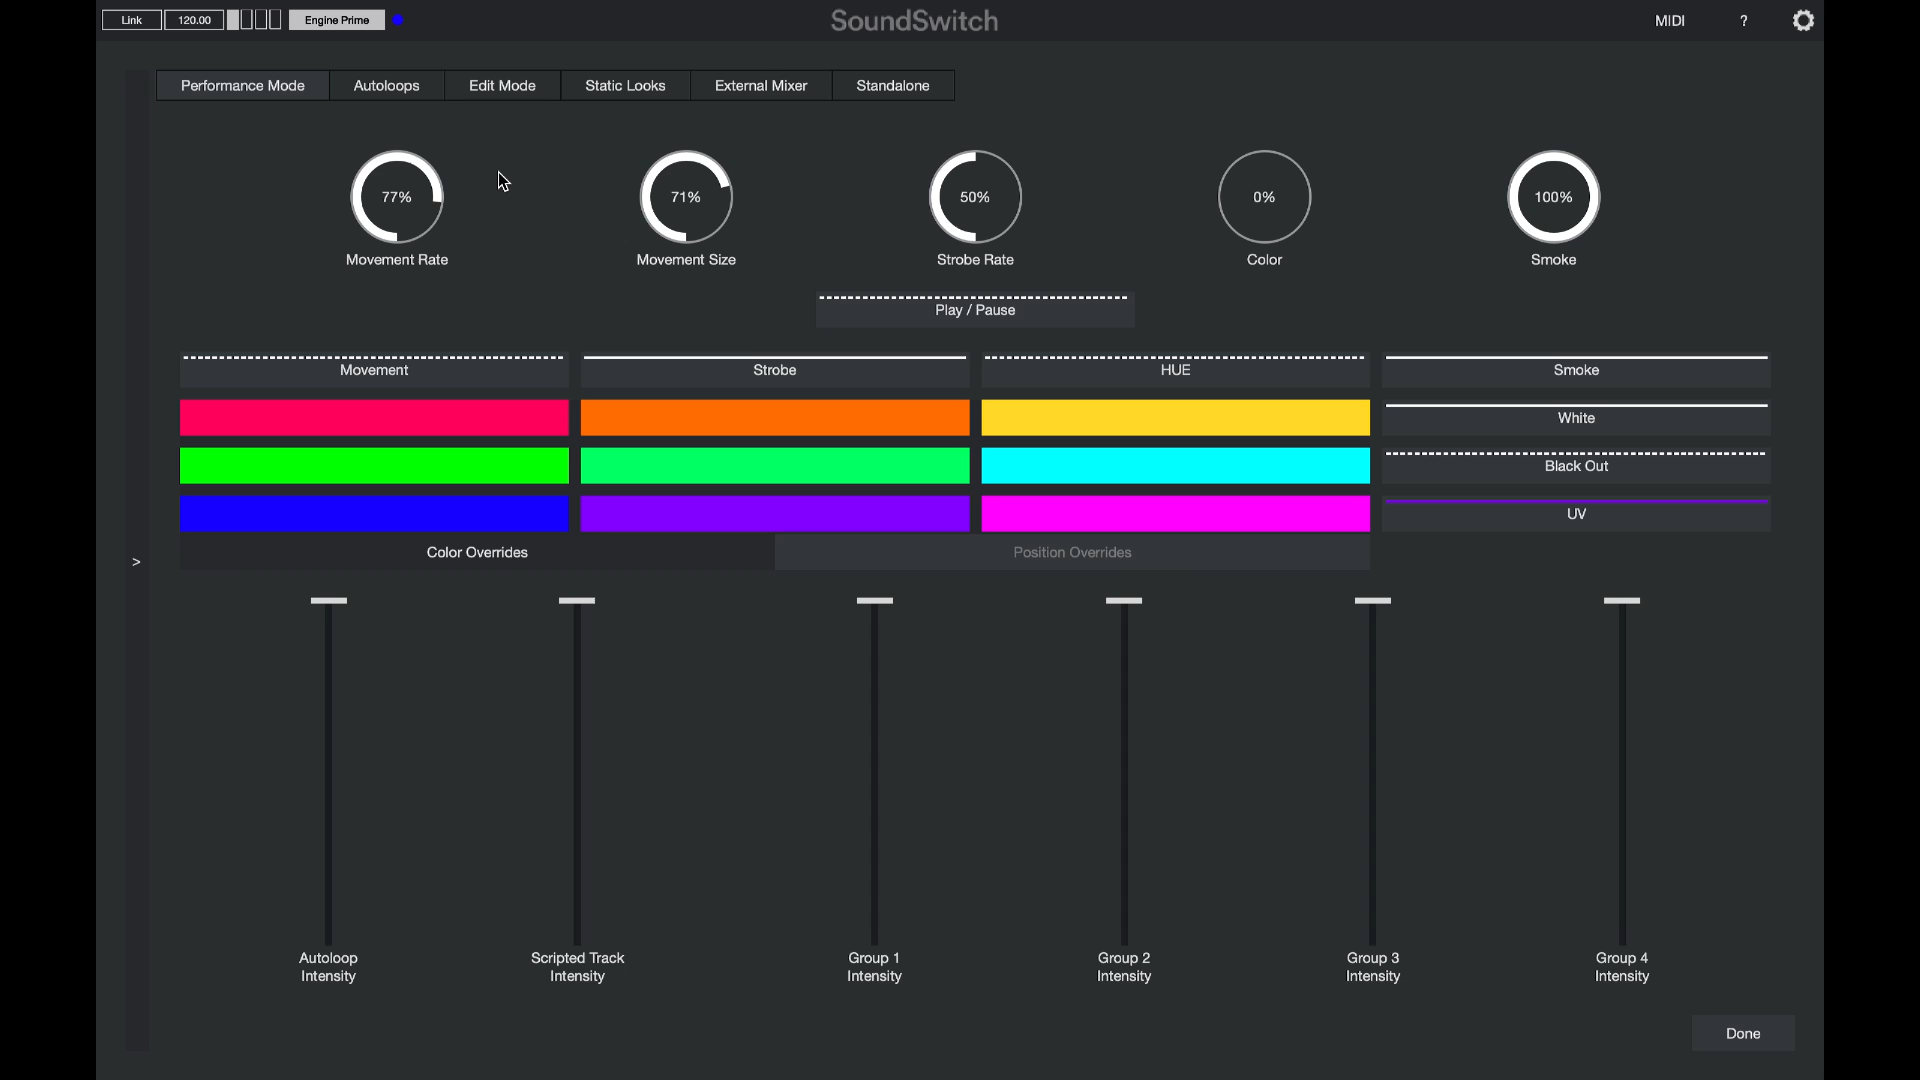 Link 120.00 Engine Prime SoundSwitch MIDI ?
Performance Mode Autoloops Edit Mode Static Looks External Mixer Standalone
77% 71% 50% 0% 100%
Movement Rate Movement Size Strobe Rate Color Smoke
Play / Pause
Movement Strobe HUE Smoke
White
Black Out
UV
Color Overrides Position Overrides
>
Autoloop Scripted Track Group 1 Group 2 Group 3 Group 4
Intensity Intensity Intensity Intensity Intensity Intensity
Done